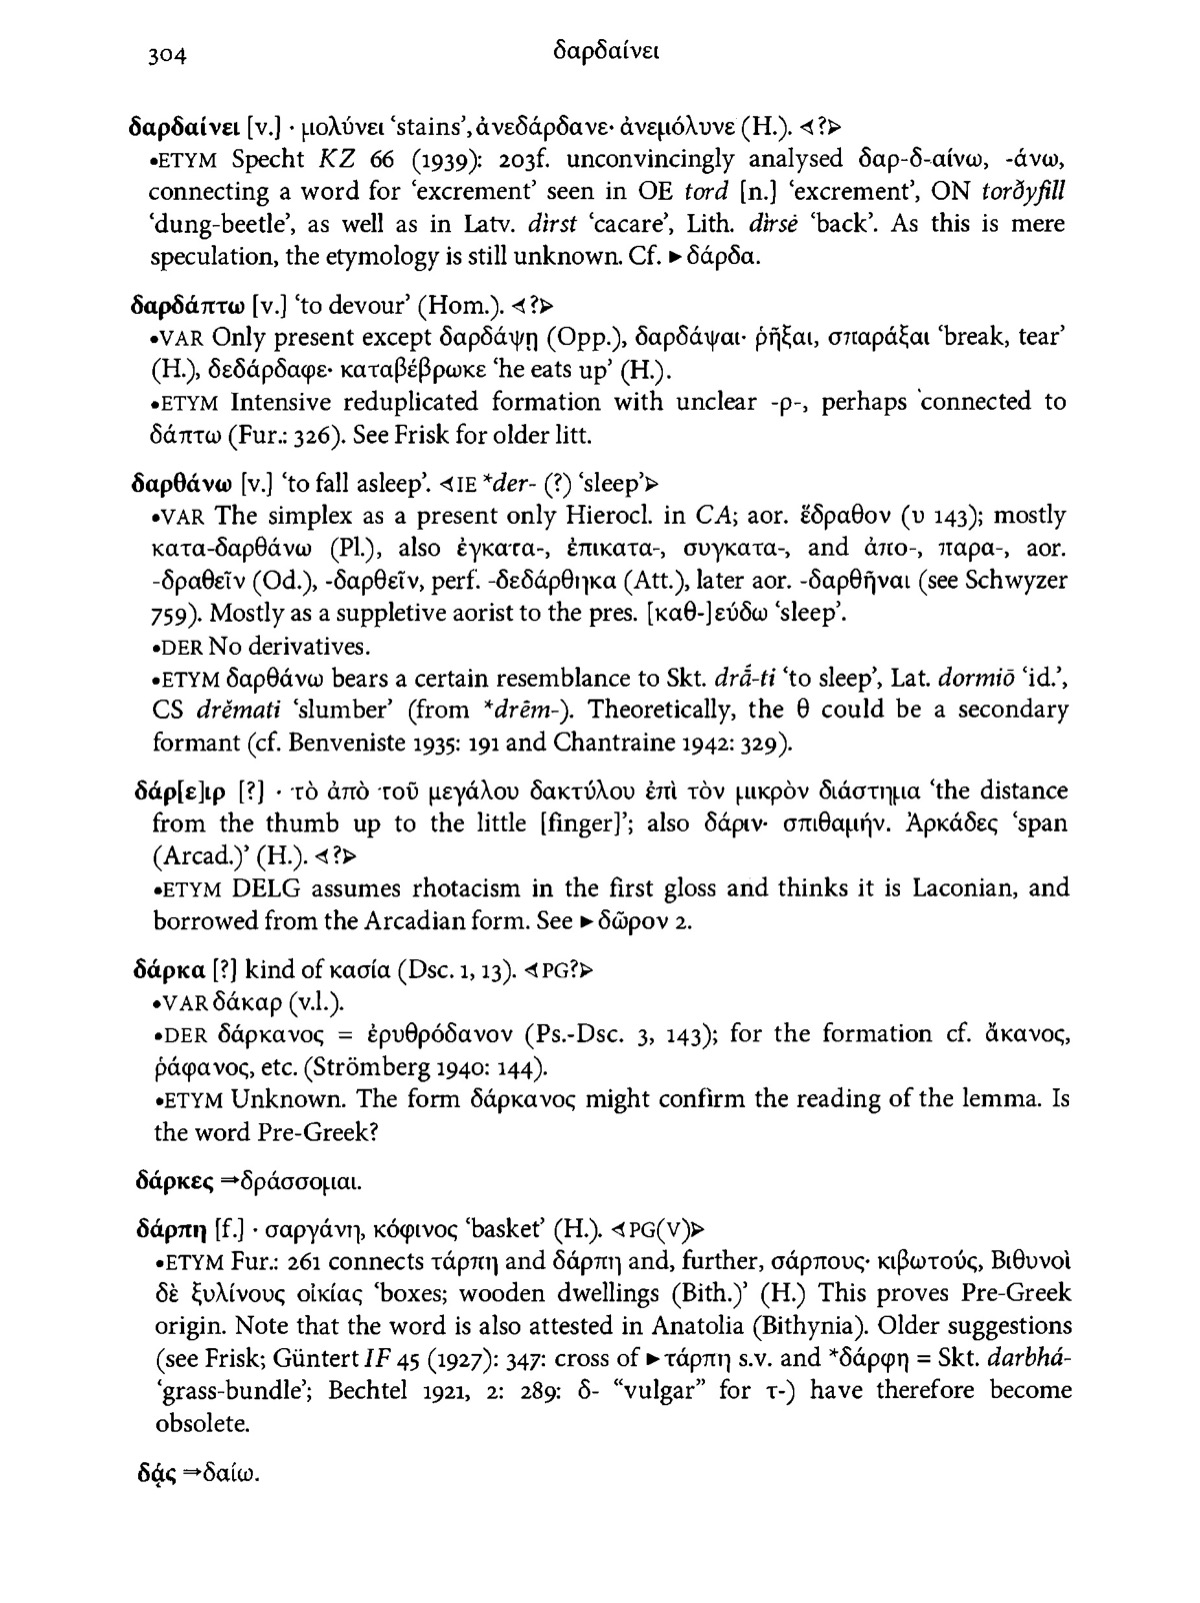 304
δαρδαίνει
δαρδαίνει [v.] · μολύνει ‘stains’, ἀνεδάρδανε· ἀνεμόλυνε (H.). ⊲?⊳
•ETYM Specht KZ 66 (1939): 203f. unconvincingly analysed δαρ-δ-αίνω, -άνω,
connecting a word for ‘excrement’ seen in OE tord [n.] ‘excrement’, ON torðyfill
‘dung-beetle’, as well as in Latv. dirst ‘cacare’, Lith. dìrsė ‘back’. As this is mere
speculation, the etymology is still unknown. Cf. ►δάρδα.
δαρδάπτω [v.] ‘to devour’ (Hom.). ⊲?⊳
•VAR Only present except δαρδάψῃ (Opp.), δαρδάψαι· ῥῆξαι, σπαράξαι ‘break, tear’
(H.), δεδάρδαφε· καταβέβρωκε ‘he eats up’ (H.).
•ETYM Intensive reduplicated formation with unclear -ρ-, perhaps connected to
δάπτω (Fur.: 326). See Frisk for older litt.
δαρθάνω [v.] ‘to fall asleep’. ⊲IE *der- (?) ‘sleep’⊳
•VAR The simplex as a present only Hierocl. in CA; aor. ἔδραθον (υ 143); mostly
κατα-δαρθάνω (Pl.), also ἐγκατα-, ἐπικατα-, συγκατα-, and ἀπο-, παρα-, aor.
-δραθεῖν (Od.), -δαρθεῖν, perf. -δεδάρθηκα (Att.), later aor. -δαρθῆναι (see Schwyzer
759). Mostly as a suppletive aorist to the pres. [καθ-]εύδω ‘sleep’.
•DER No derivatives.
•ETYM δαρθάνω bears a certain resemblance to Skt. drā́-ti ‘to sleep’, Lat. dormiō ‘id.’,
CS drěmati ‘slumber’ (from *drēm-). Theoretically, the θ could be a secondary
formant (cf. Benveniste 1935: 191 and Chantraine 1942: 329).
δάρ[ε]ιρ [?] · τὸ ἀπὸ τοῦ μεγάλου δακτύλου ἐπὶ τὸν μικρὸν διάστημα ‘the distance
from the thumb up to the little [finger]’; also δάριν· σπιθαμήν. Ἀρκάδες ‘span
(Arcad.)’ (H.). ⊲?⊳
•ETYM DELG assumes rhotacism in the first gloss and thinks it is Laconian, and
borrowed from the Arcadian form. See ►δῶρον 2.
δάρκα [?] kind of κασία (Dsc. 1, 13). ⊲PG?⊳
•VAR δάκαρ (v.l.).
•DER δάρκανος = ἐρυθρόδανον (Ps.-Dsc. 3, 143); for the formation cf. ἄκανος,
ῥάφανος, etc. (Strömberg 1940: 144).
•ETYM Unknown. The form δάρκανος might confirm the reading of the lemma. Is
the word Pre-Greek?
δάρκες ⇒δράσσομαι.
δάρπη [f.] · σαργάνη, κόφινος ‘basket’ (H.). ⊲PG(V)⊳
•ETYM Fur.: 261 connects τάρπη and δάρπη and, further, σάρπους· κιβωτούς, Βιθυνοὶ
δὲ ξυλίνους οἰκίας ‘boxes; wooden dwellings (Bith.)’ (H.) This proves Pre-Greek
origin. Note that the word is also attested in Anatolia (Bithynia). Older suggestions
(see Frisk; Güntert IF 45 (1927): 347: cross of ►τάρπη s.v. and *δάρφη = Skt. darbhá-
‘grass-bundle’; Bechtel 1921, 2: 289: δ- “vulgar” for τ-) have therefore become
obsolete.
δᾴς ⇒δαίω.